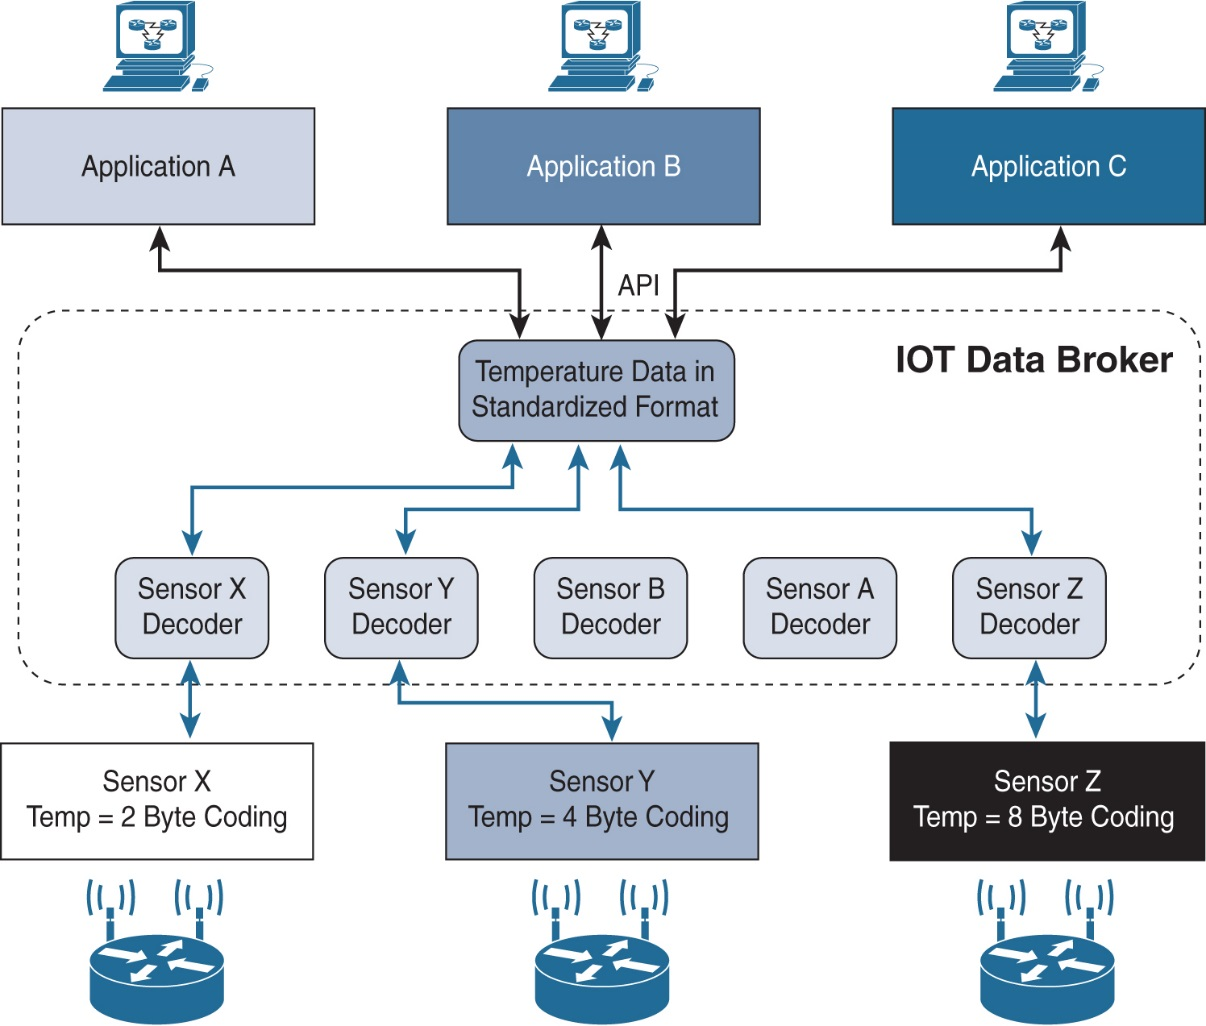 Application A
Application B
Application C
API
IOT Data Broker
Temperature Data in
Standardized Format
Sensor X
Decoder
Sensor Y
Decoder
Sensor B
Decoder
Sensor A
Decoder
Sensor Z
Decoder
Sensor X
Temp = 2 Byte Coding
Sensor Y
Temp = 4 Byte Coding
Sensor Z
Temp = 8 Byte Coding